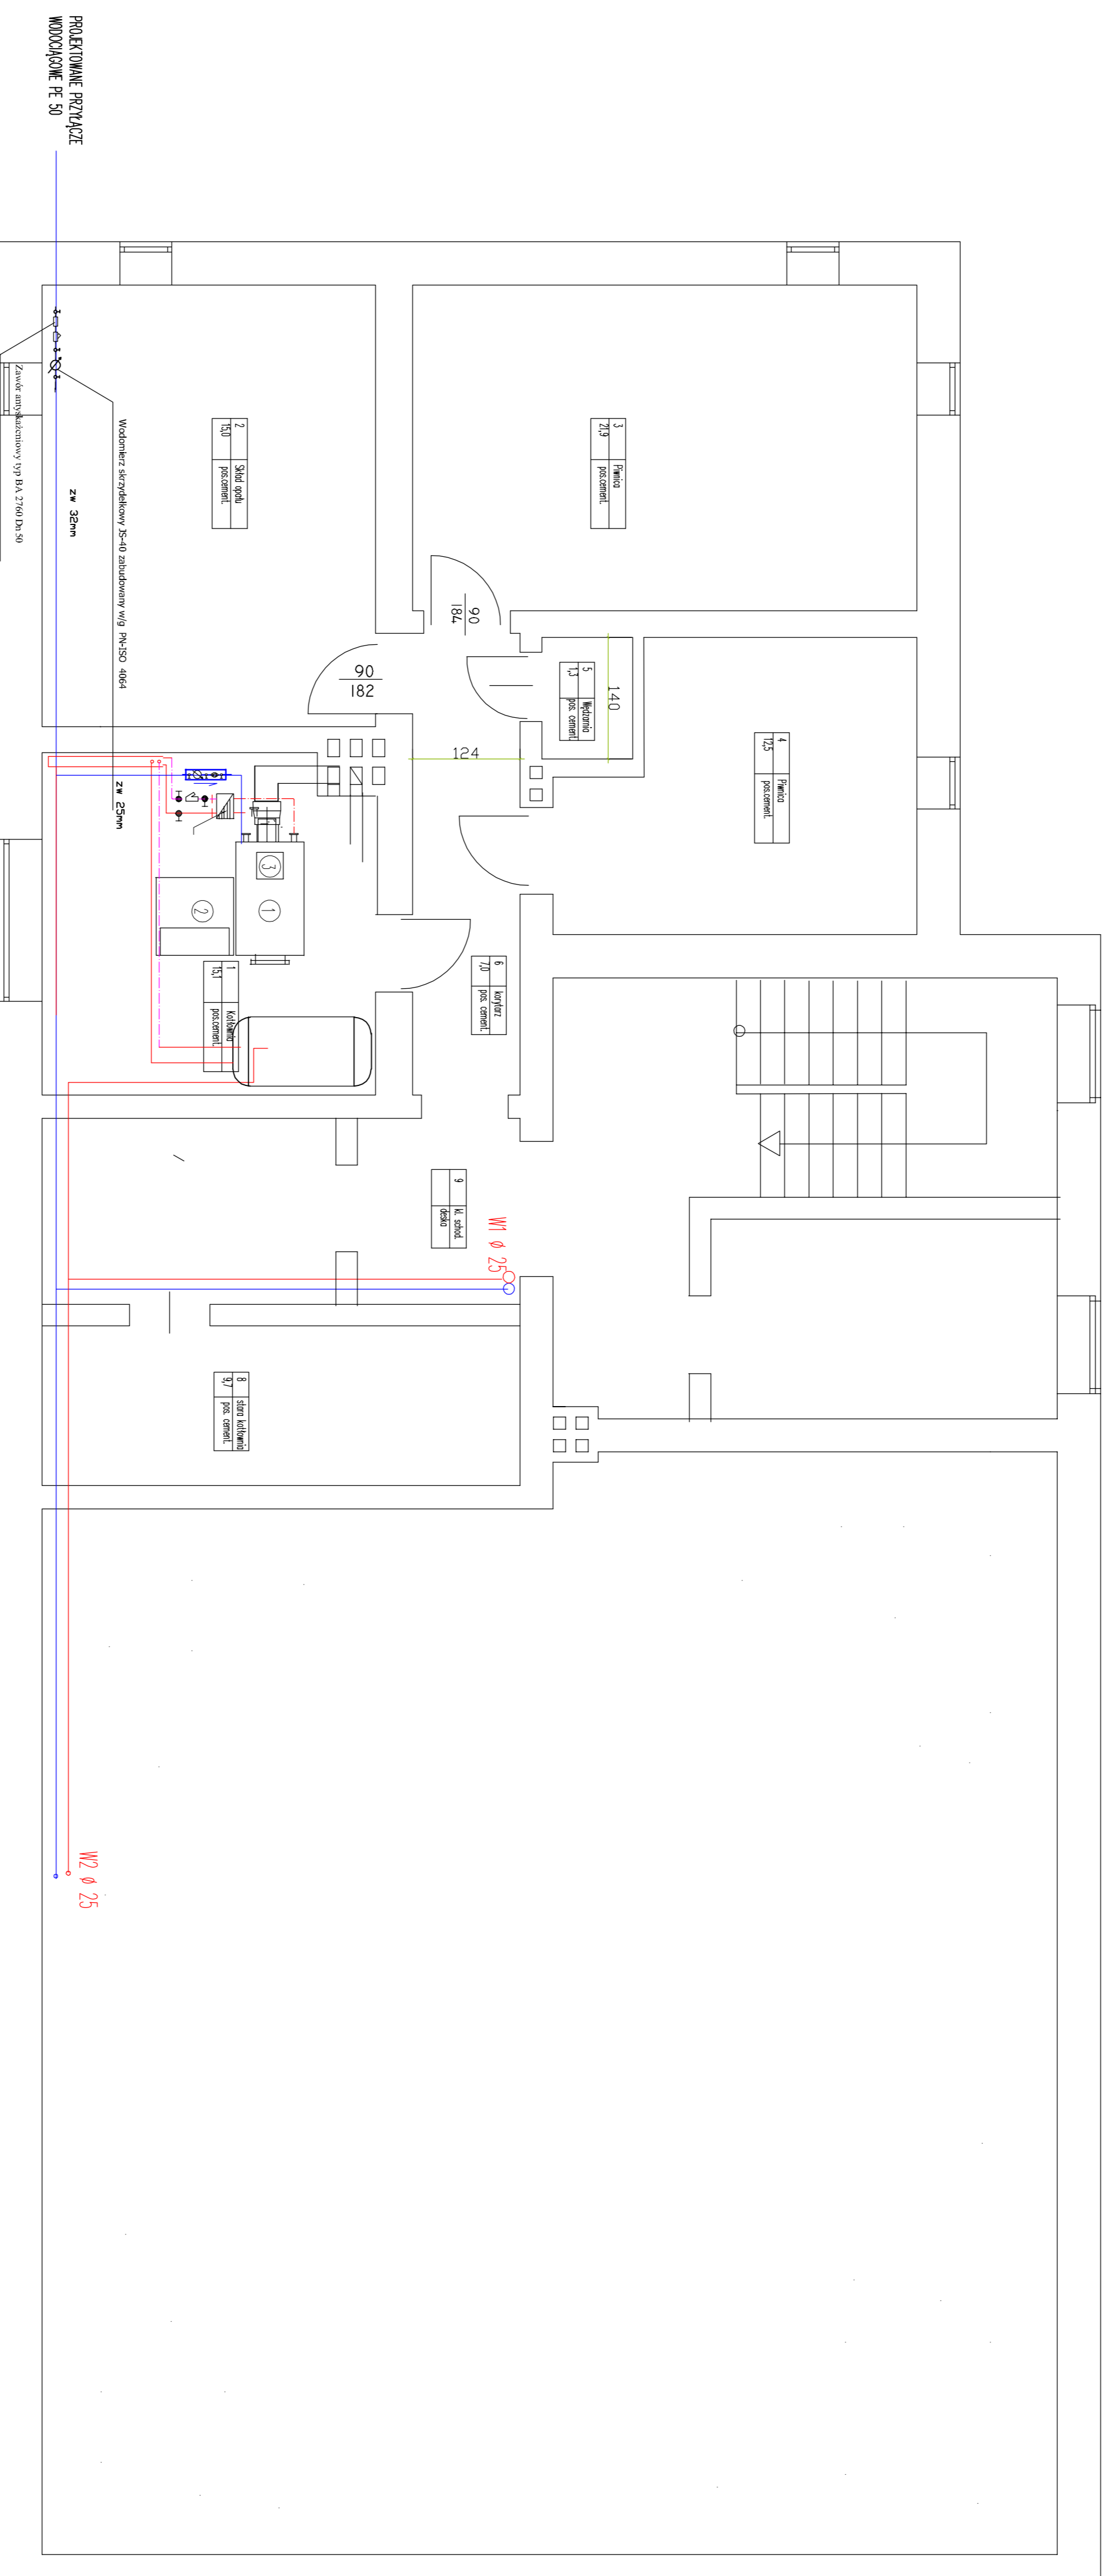 PROJEKTOWANE PRZYŁĄCZE
WODOCIĄGOWE PE 50
Zawór antyskażeniowy typ BA 2760 Dn 50
zw 32mm
Wodomierz skrzydełkowy JS-40 zabudowany w/g PN-ISO 4064
zw 25mm
2 Skład opału
15,0 pos.cement.
3 Piwnica
21,9 pos.cement.
90
184
90
182
5 Wędzarnia
1,3 pos. cement.
140
124
4 Piwnica
12,5 pos.cement.
3
1
2
1 Kotłownia
15,1 pos.cement.
6 korytarz
7,0 pos. cement.
9 kl. schod.
deska
W1 ø 25
8 stara kotłownia
9,7 pos. cement.
W2 ø 25